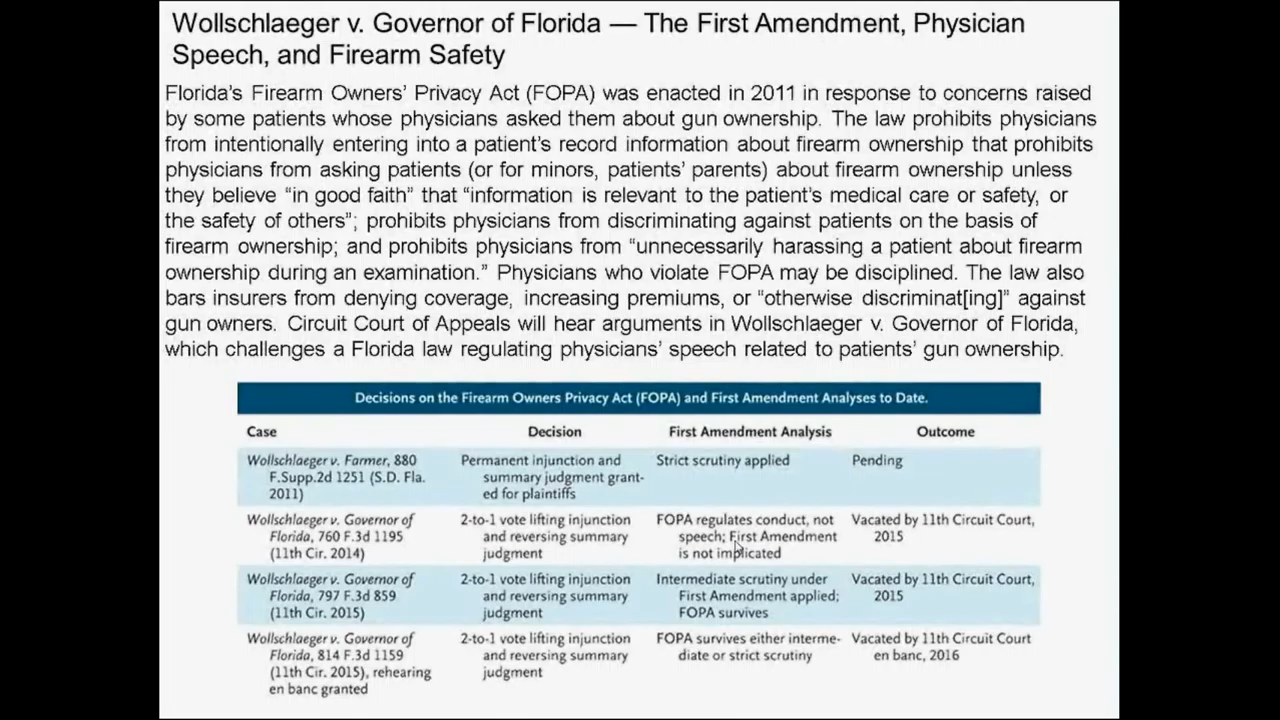 Wollschlaeger v. Governor of Florida — The First Amendment, Physician
Speech, and Firearm Safety
Florida's Firearm Owners' Privacy Act (FOPA) was enacted in 2011 in response to concerns raised
by some patients whose physicians asked them about gun ownership. The law prohibits physicians
from intentionally entering into a patient's record information about firearm ownership that prohibits
physicians from asking patients (or for minors, patients' parents) about firearm ownership unless
they believe “in good faith” that “information is relevant to the patient's medical care or safety, or
the safety of others”; prohibits physicians from discriminating against patients on the basis of
firearm ownership; and prohibits physicians from “unnecessarily harassing a patient about firearm
ownership during an examination.” Physicians who violate FOPA may be disciplined. The law also
bars insurers from denying coverage, increasing premiums, or “otherwise discriminat[ing]” against
gun owners. Circuit Court of Appeals will hear arguments in Wollschlaeger v. Governor of Florida,
which challenges a Florida law regulating physicians' speech related to patients' gun ownership.
Decisions on the Firearm Owners Privacy Act (FOPA) and First Amendment Analyses to Date.
Case Decision First Amendment Analysis Outcome
Wollschlaeger v. Farmer, 880 Permanent injunction and Strict scrutiny applied Pending
F.Supp.2d 1251 (S.D. Fla. summary judgment grant-
2011) ed for plaintiffs
Wollschlaeger v. Governor of 2-to-1 vote lifting injunction FOPA regulates conduct, not Vacated by 11th Circuit Court,
Florida, 760 F.3d 1195 and reversing summary speech; First Amendment 2015
(11th Cir. 2014) judgment is not implicated
Wollschlaeger v. Governor of 2-to-1 vote lifting injunction Intermediate scrutiny under Vacated by 11th Circuit Court,
Florida, 797 F.3d 859 and reversing summary First Amendment applied; 2015
(11th Cir. 2015) judgment FOPA survives
Wollschlaeger v. Governor of 2-to-1 vote lifting injunction FOPA survives either interme- Vacated by 11th Circuit Court
Florida, 814 F.3d 1159 and reversing summary diate or strict scrutiny en banc, 2016
(11th Cir. 2015), rehearing judgment
en banc granted